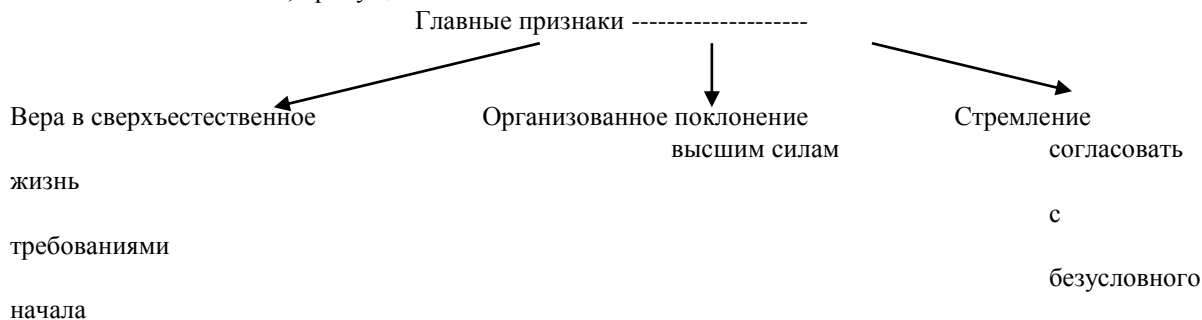 Главные признаки --------------------
Вера в сверхъестественное Организованное поклонение Стремление
высшим силам согласовать
жизнь
с
требованиями
безусловного
начала